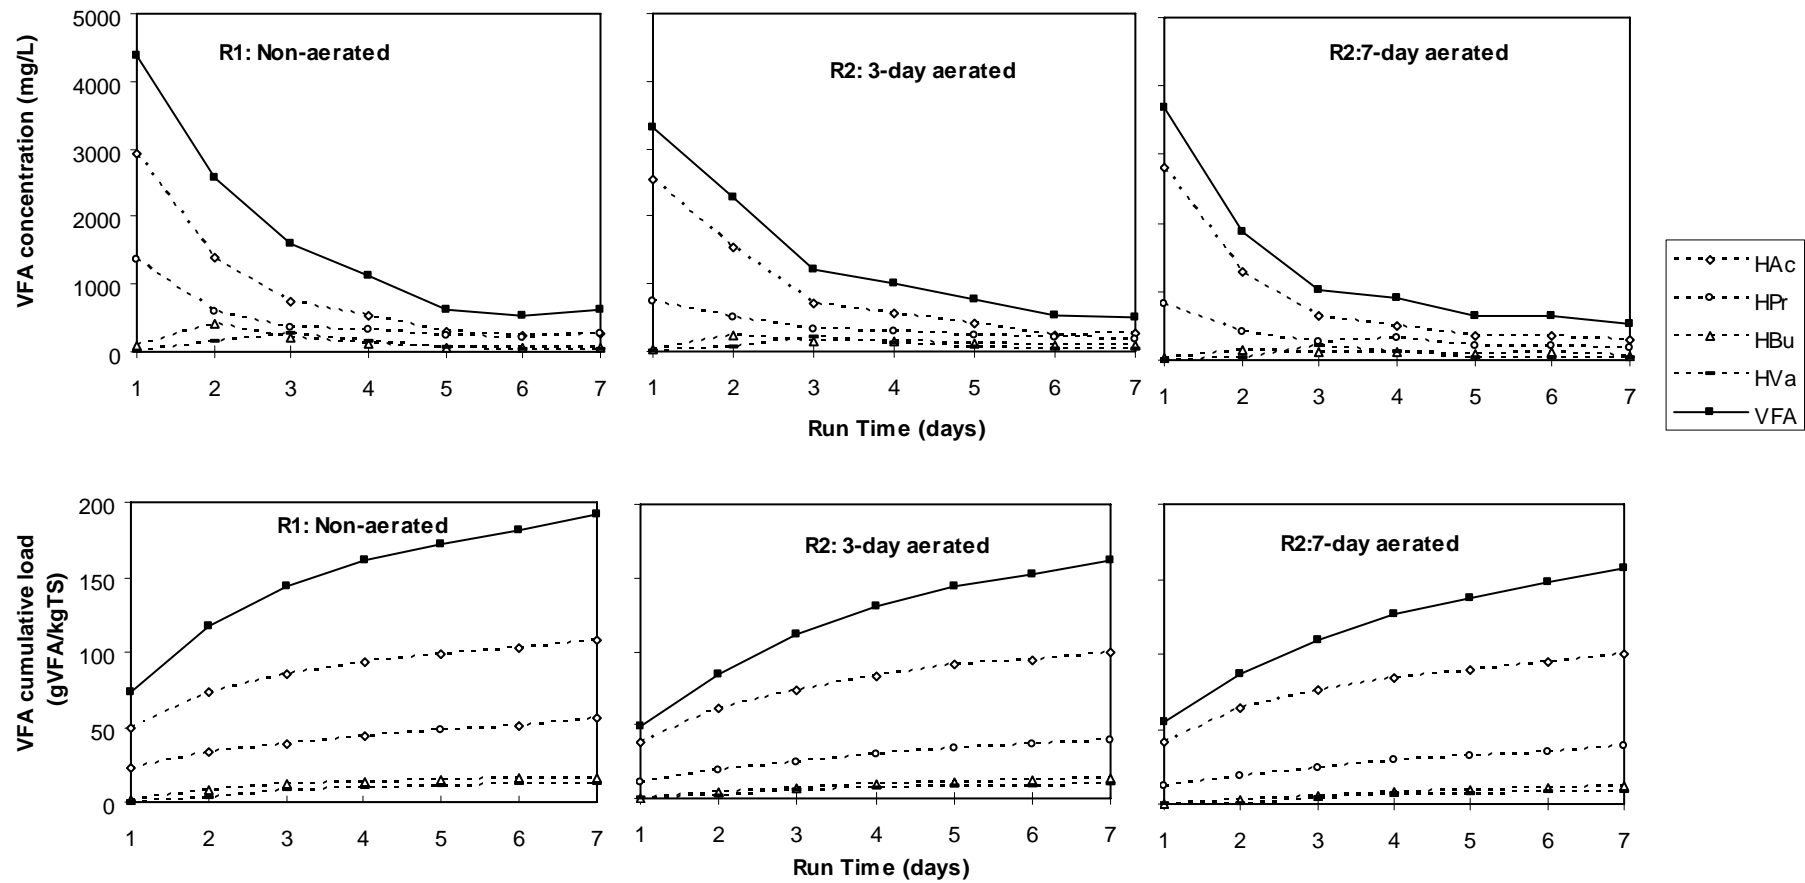 VFA concentration (mg/L)
5000
4000
3000
2000
1000
0
R1: Non-aerated
1 2 3 4 5 6 7
R2: 3-day aerated
1 2 3 4 5 6 7
R2:7-day aerated
1 2 3 4 5 6 7
Run Time (days)
HAc
HPr
HBu
HVa
VFA
VFA cumulative load
(gVFA/kgTS)
200
150
100
50
0
R1: Non-aerated
1 2 3 4 5 6 7
R2: 3-day aerated
1 2 3 4 5 6 7
R2:7-day aerated
1 2 3 4 5 6 7
Run Time (days)